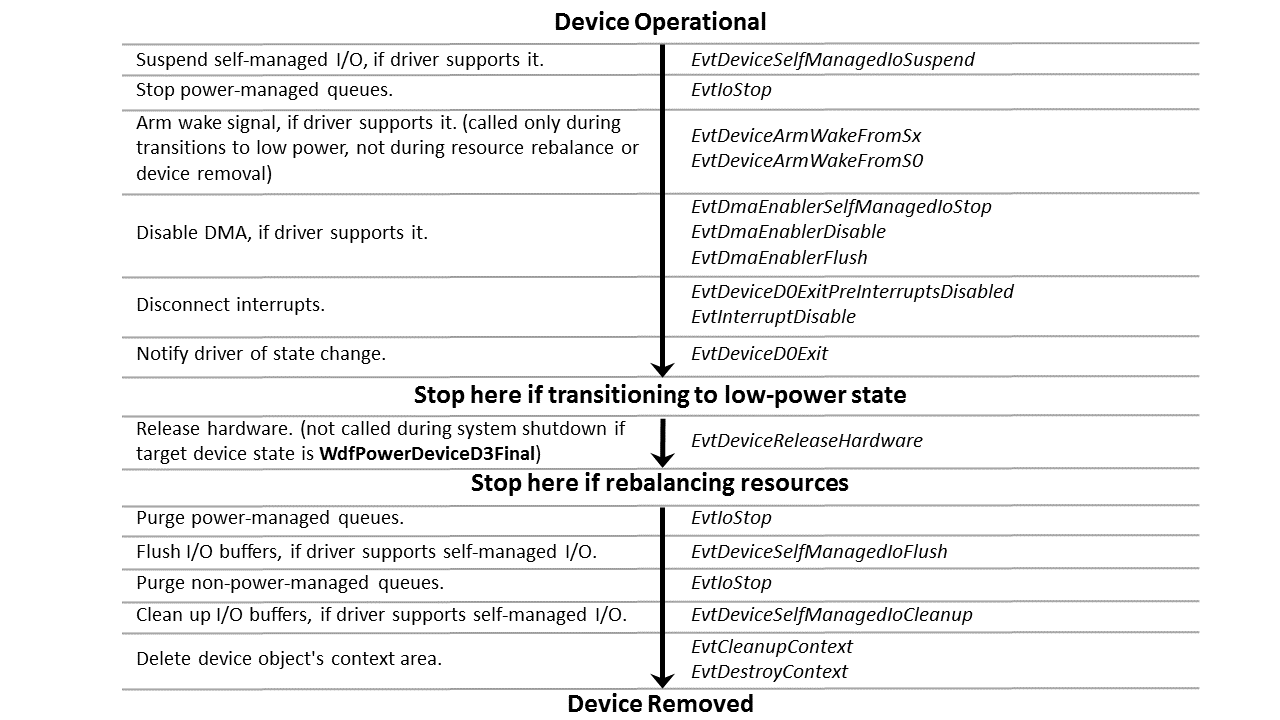 Device Operational
Suspend self-managed I/O, if driver supports it.
EvtDeviceSelfManagedIoSuspend
Stop power-managed queues.
EvtIoStop
Arm wake signal, if driver supports it. (called only during
transitions to low power, not during resource rebalance or
device removal)
EvtDeviceArmWakeFromSx
EvtDeviceArmWakeFromS0
Disable DMA, if driver supports it.
EvtDmaEnablerSelfManagedIoStop
EvtDmaEnablerDisable
EvtDmaEnablerFlush
Disconnect interrupts.
EvtDeviceD0ExitPreInterruptsDisabled
EvtInterruptDisable
Notify driver of state change.
EvtDeviceD0Exit
Stop here if transitioning to low-power state
Release hardware. (not called during system shutdown if
target device state is WdfPowerDeviceD3Final)
EvtDeviceReleaseHardware
Stop here if rebalancing resources
Purge power-managed queues.
EvtIoStop
Flush I/O buffers, if driver supports self-managed I/O.
EvtDeviceSelfManagedIoFlush
Purge non-power-managed queues.
EvtIoStop
Clean up I/O buffers, if driver supports self-managed I/O.
EvtDeviceSelfManagedIoCleanup
Delete device object's context area.
EvtCleanupContext
EvtDestroyContext
Device Removed